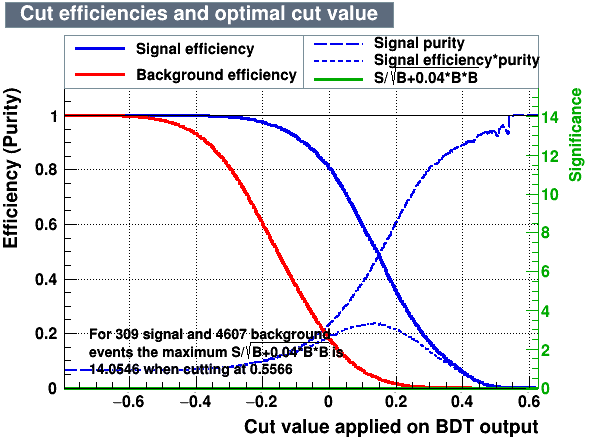 Cut efficiencies and optimal cut value
Signal efficiency
Background efficiency
Signal purity
Signal efficiency*purity
S/√B+0.04*B*B
Efficiency (Purity)
1
0.8
0.6
0.4
0.2
0
14
12
10
8
6
4
2
0
Significance
For 309 signal and 4607 background
events the maximum S/√B+0.04*B*B is
14.0546 when cutting at 0.5566
−0.6 −0.4 −0.2 0 0.2 0.4 0.6
Cut value applied on BDT output